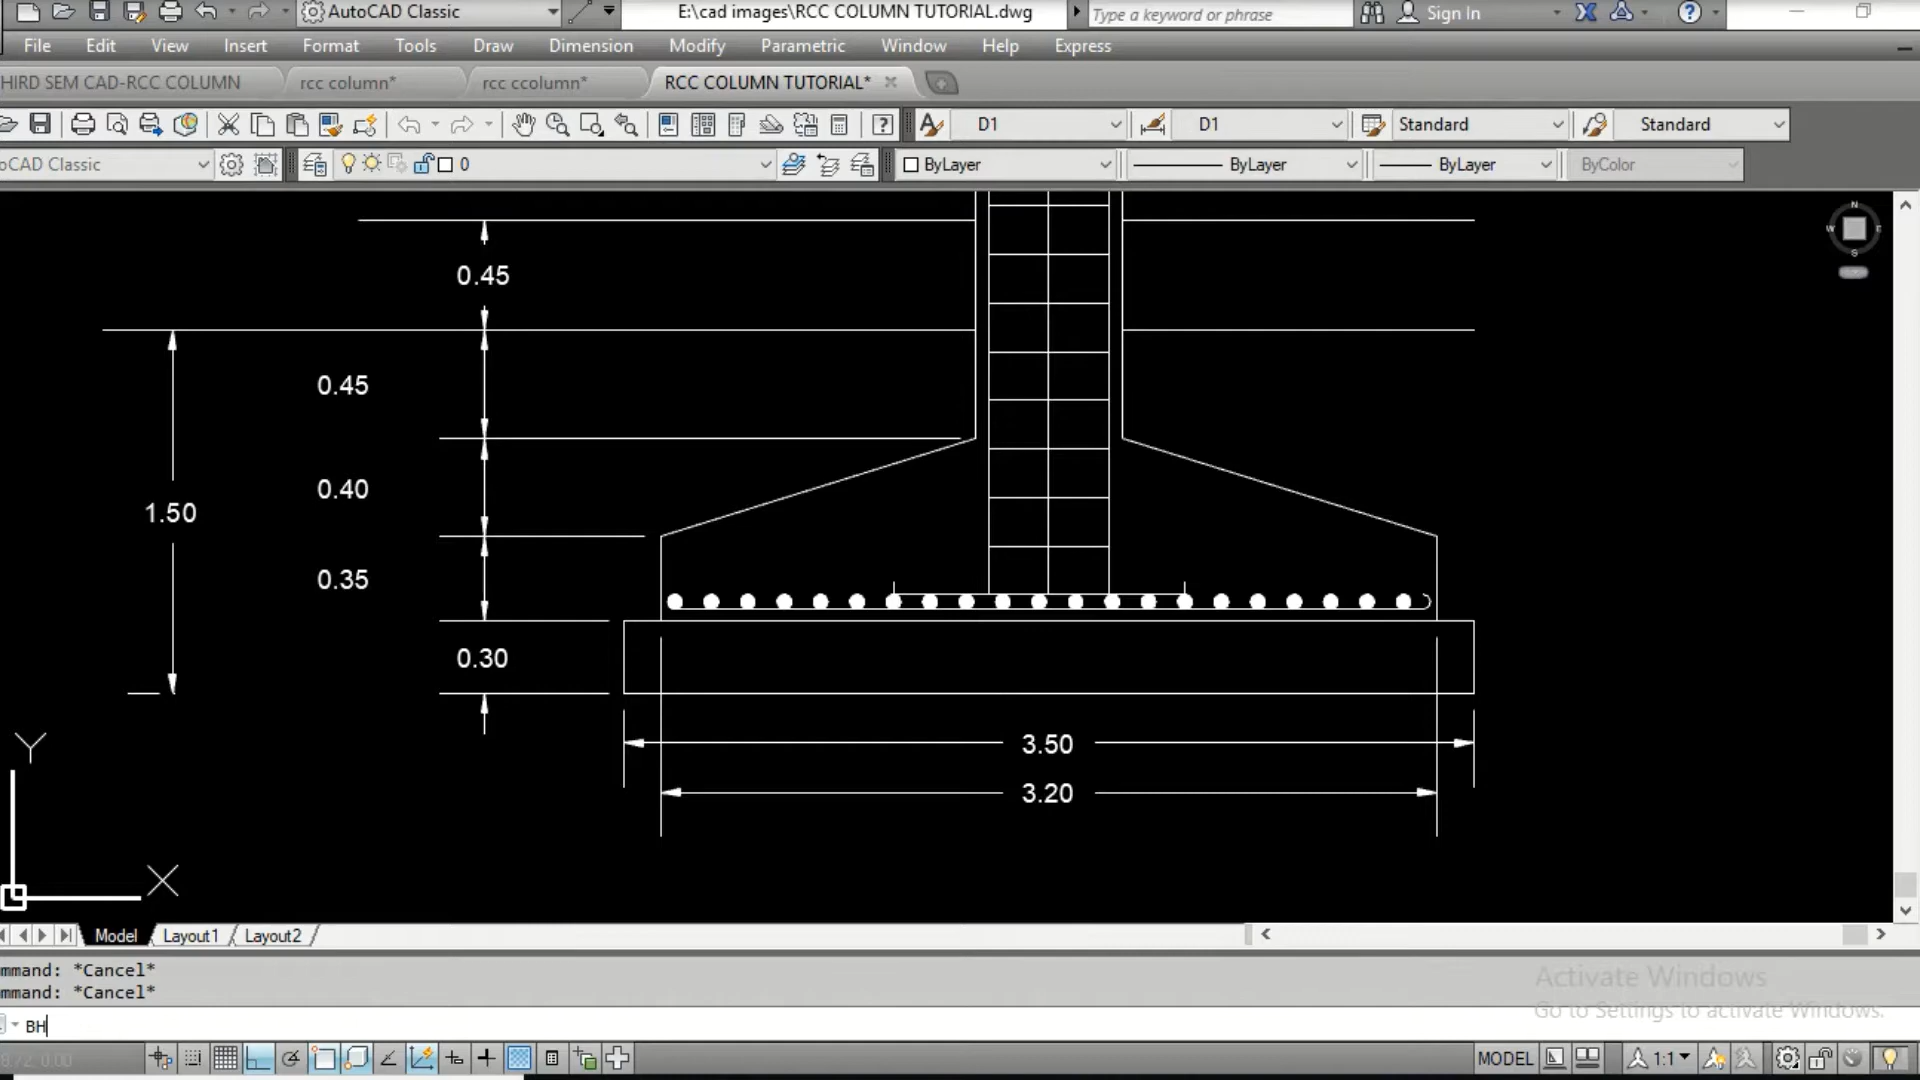 AutoCAD Classic E:\cad images\RCC COLUMN TUTORIAL.dwg Type a keyword or phrase Sign In
File Edit View Insert Format Tools Draw Dimension Modify Parametric Window Help Express
HIRD SEM CAD-RCC COLUMN rcc column* rcc ccolumn* RCC COLUMN TUTORIAL*
D1 D1 Standard Standard
oCAD Classic 0 ByLayer ByLayer ByLayer ByColor
N
W E
S
0.45
0.45
0.40
1.50
0.35
0.30
3.50
3.20
Y
X
Model Layout1 Layout2
mmand: *Cancel*
mmand: *Cancel*
Activate Windows
Go to Settings to activate Windows.
BH
MODEL 1:1